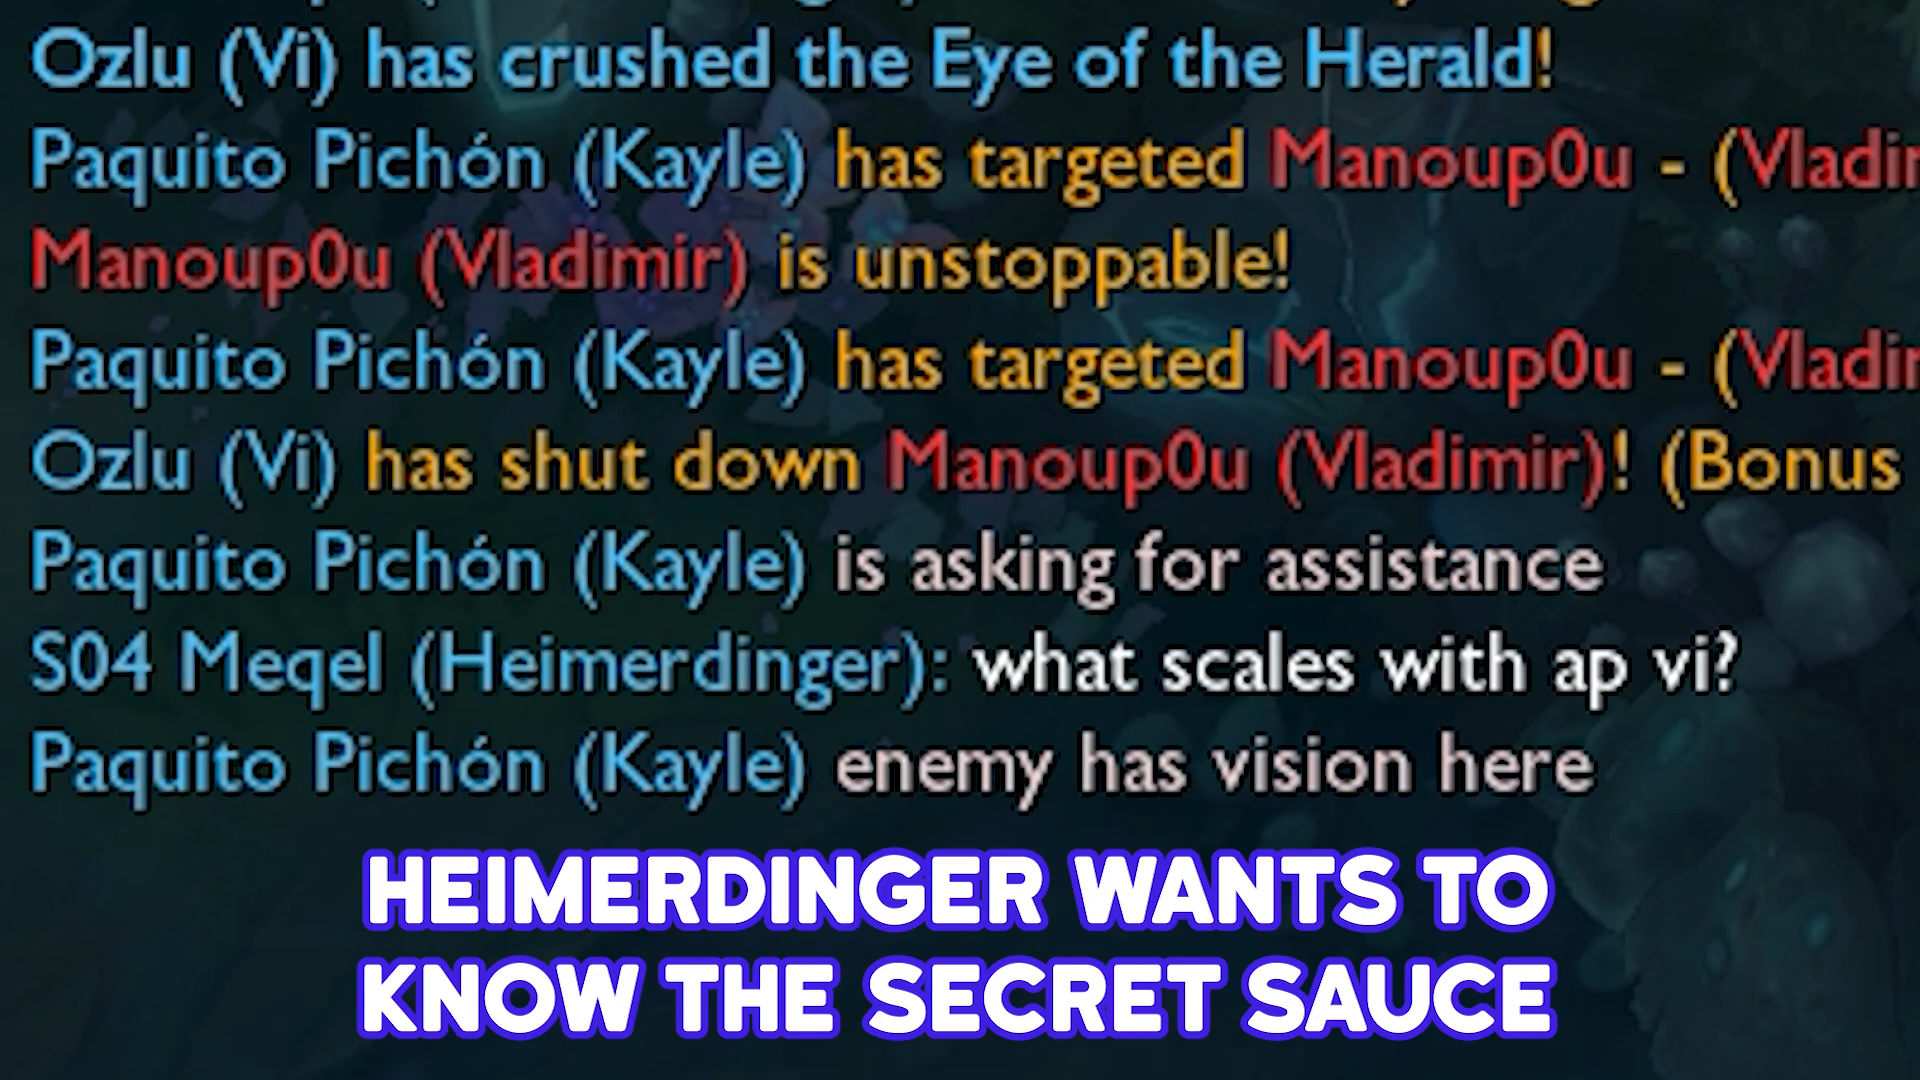 Ozlu (Vi) has crushed the Eye of the Herald!
Paquito Pichón (Kayle) has targeted Manoup0u - (Vladir
Manoup0u (Vladimir) is unstoppable!
Paquito Pichón (Kayle) has targeted Manoup0u - (Vladir
Ozlu (Vi) has shut down Manoup0u (Vladimir)! (Bonus
Paquito Pichón (Kayle) is asking for assistance
S04 Meqel (Heimerdinger): what scales with ap vi?
Paquito Pichón (Kayle) enemy has vision here
HEIMERDINGER WANTS TO
KNOW THE SECRET SAUCE